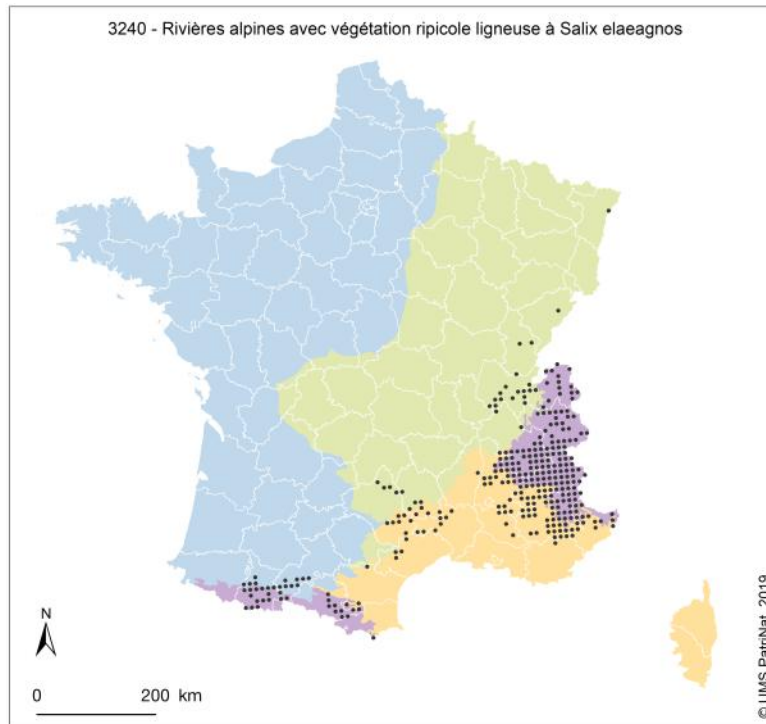 3240 - Rivières alpines avec végétation ripicole ligneuse à Salix elaeagnos
N
0 200 km
© UMS PatriNat, 2019